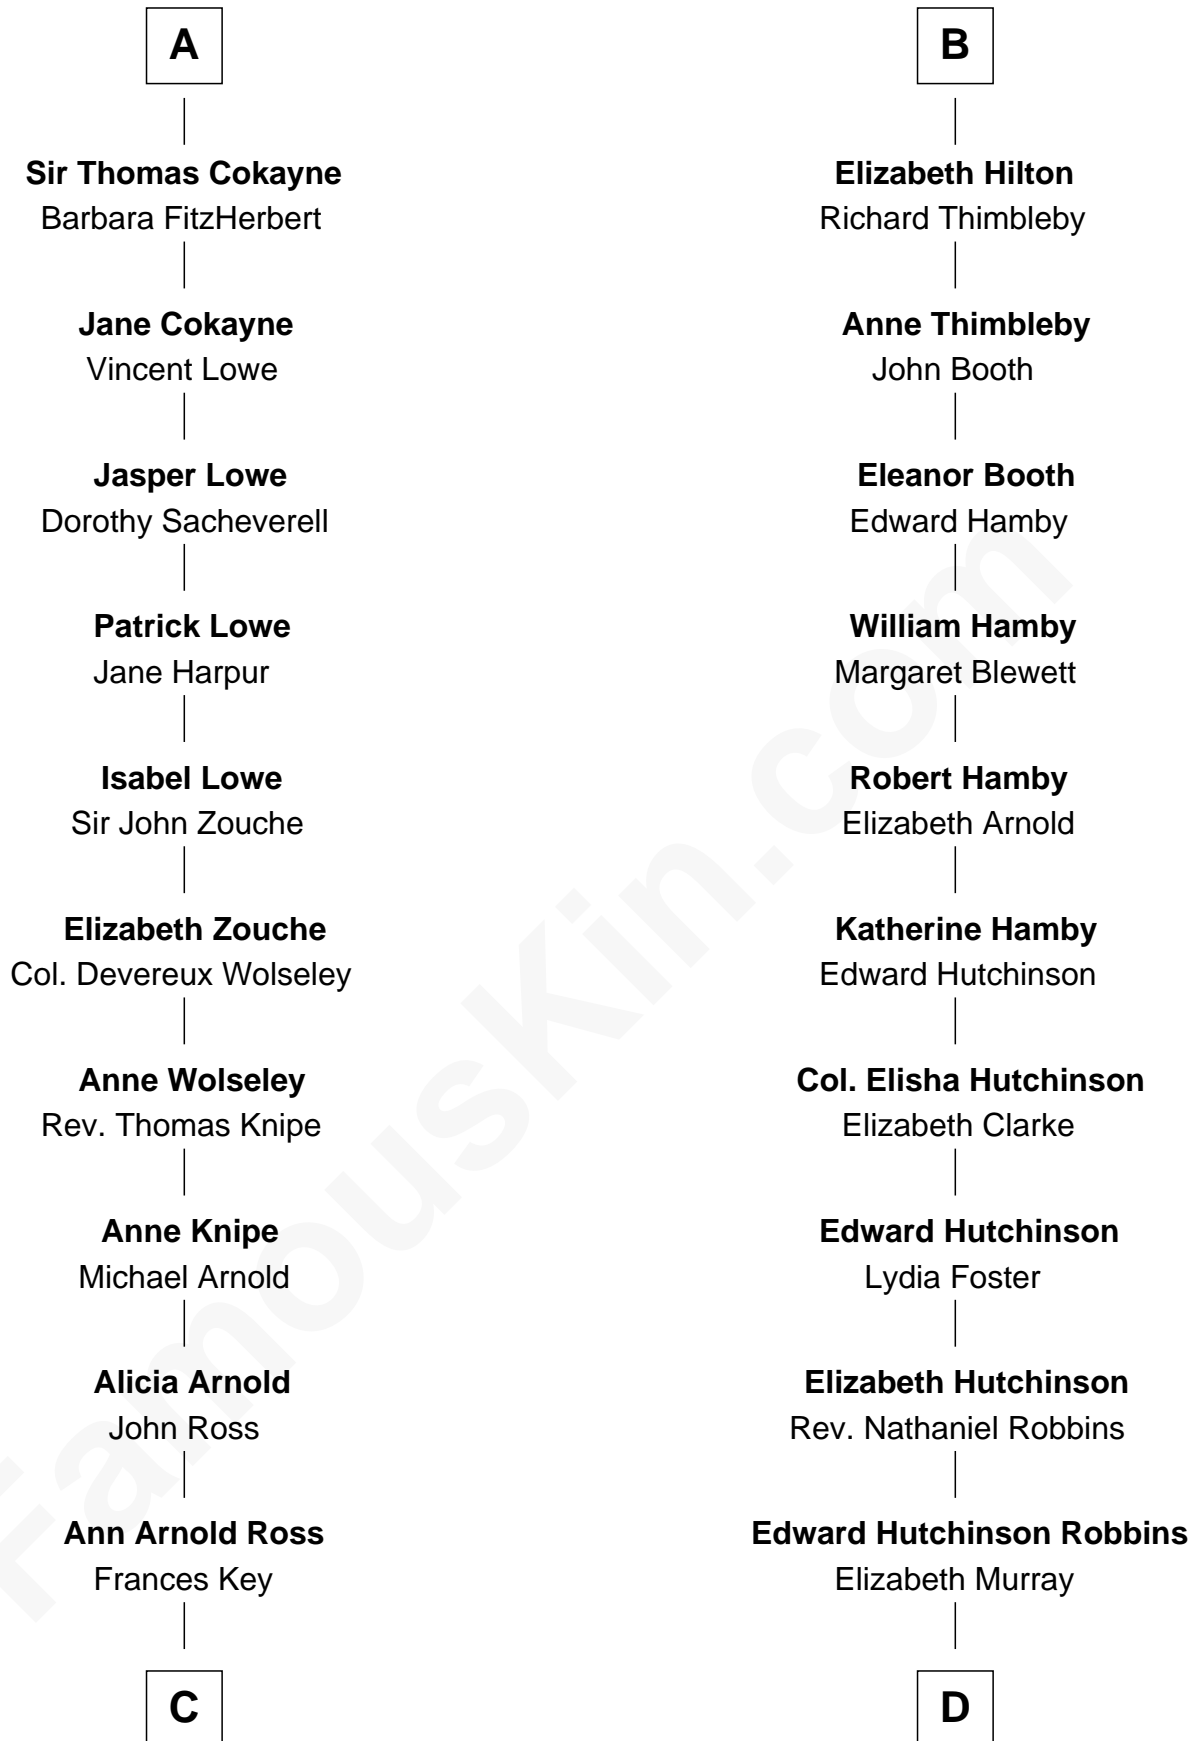 A
Sir Thomas Cokayne
Barbara FitzHerbert
Jane Cokayne
Vincent Lowe
Jasper Lowe
Dorothy Sacheverell
Patrick Lowe
Jane Harpur
Isabel Lowe
Sir John Zouche
Elizabeth Zouche
Col. Devereux Wolseley
Anne Wolseley
Rev. Thomas Knipe
Anne Knipe
Michael Arnold
Alicia Arnold
John Ross
Ann Arnold Ross
Frances Key
C
B
Elizabeth Hilton
Richard Thimbleby
Anne Thimbleby
John Booth
Eleanor Booth
Edward Hamby
William Hamby
Margaret Blewett
Robert Hamby
Elizabeth Arnold
Katherine Hamby
Edward Hutchinson
Col. Elisha Hutchinson
Elizabeth Clarke
Edward Hutchinson
Lydia Foster
Elizabeth Hutchinson
Rev. Nathaniel Robbins
Edward Hutchinson Robbins
Elizabeth Murray
D
FamousKin.com